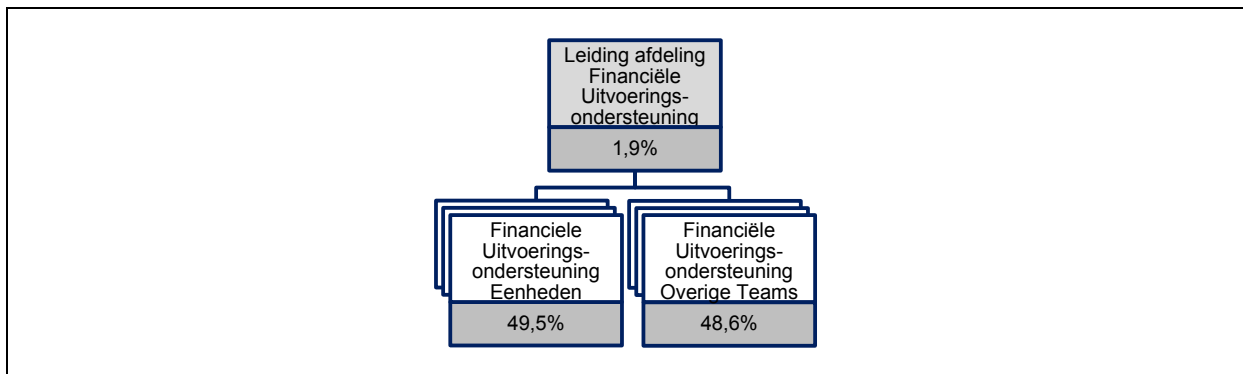 Leiding afdeling
Financiële
Uitvoerings-
ondersteuning
1,9%
Financiele
Uitvoerings-
ondersteuning
Eenheden
49,5%
Financiële
Uitvoerings-
ondersteuning
Overige Teams
48,6%